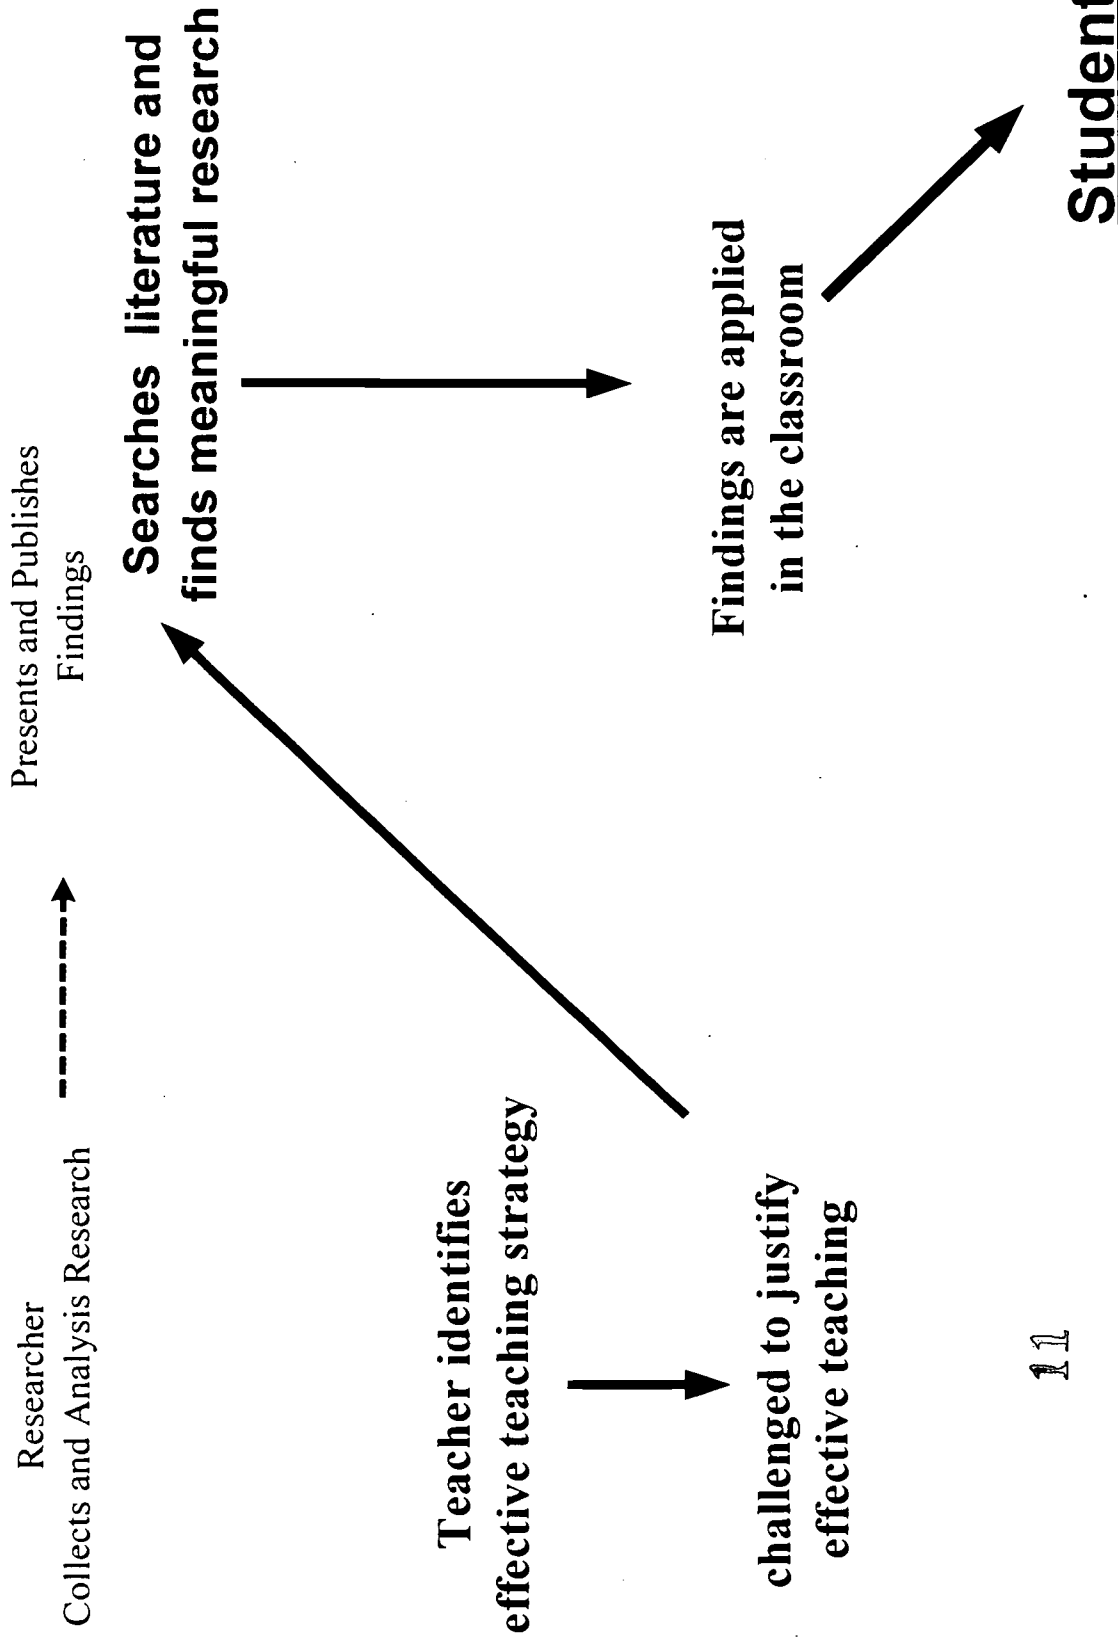 Researcher
Collects and Analysis Research
Presents and Publishes
Findings
Teacher identifies
effective teaching strategy
challenged to justify
effective teaching
Searches literature and
finds meaningful research
Findings are applied
in the classroom
Student
11